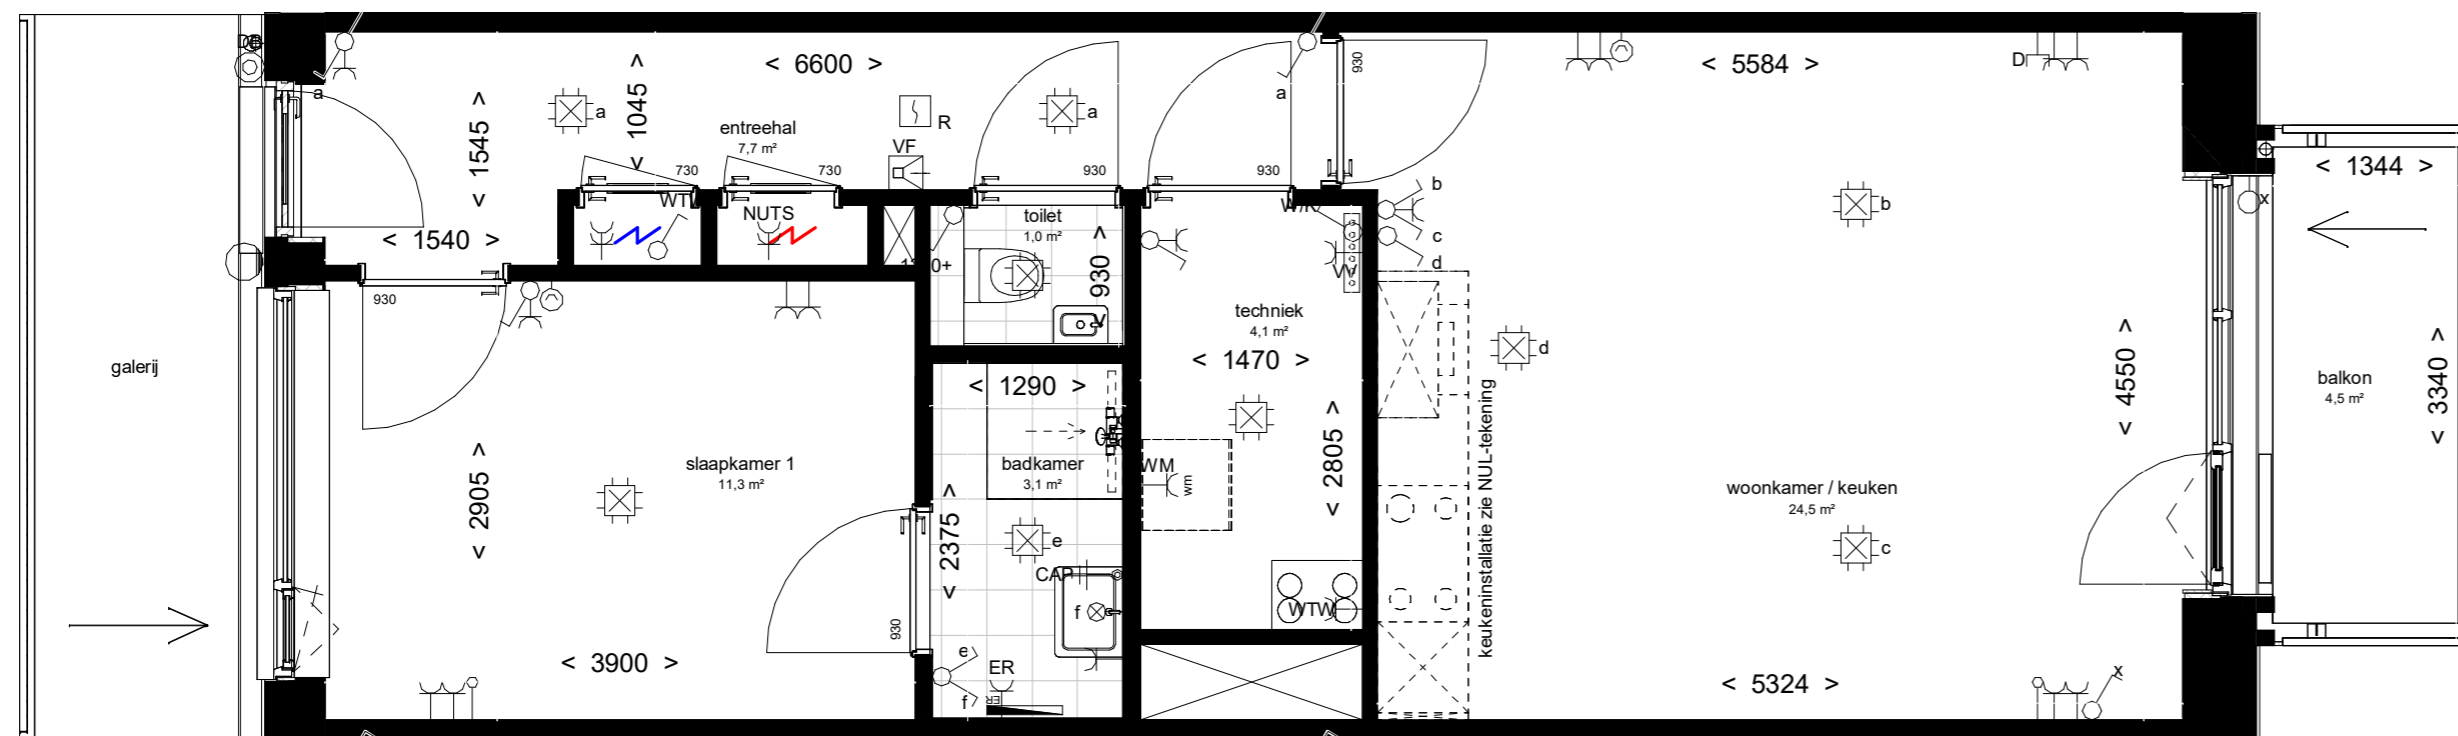 a
< 1545 >
< 1540 >
a
< 1045 >
< 6600 >
entreehal
7,7 m²
R
VF
a
a
730
730
930
930
930
930
WTW
NUTS
toilet
1,0 m²
< 930 >
b
c
d
VV
techniek
4,1 m²
< 1470 >
< 2805 >
WM
wm
WTW
galerij
slaapkamer 1
11,3 m²
< 2905 >
< 3900 >
930
< 1290 >
badkamer
3,1 m²
< 2375 >
e
CAP
f
e
f
ER
ER
keukeninstallatie zie NUL-tekening
d
< 5584 >
D
b
woonkamer / keuken
24,5 m²
c
< 4550 >
< 5324 >
x
x
< 1344 >
balkon
4,5 m²
< 3340 >